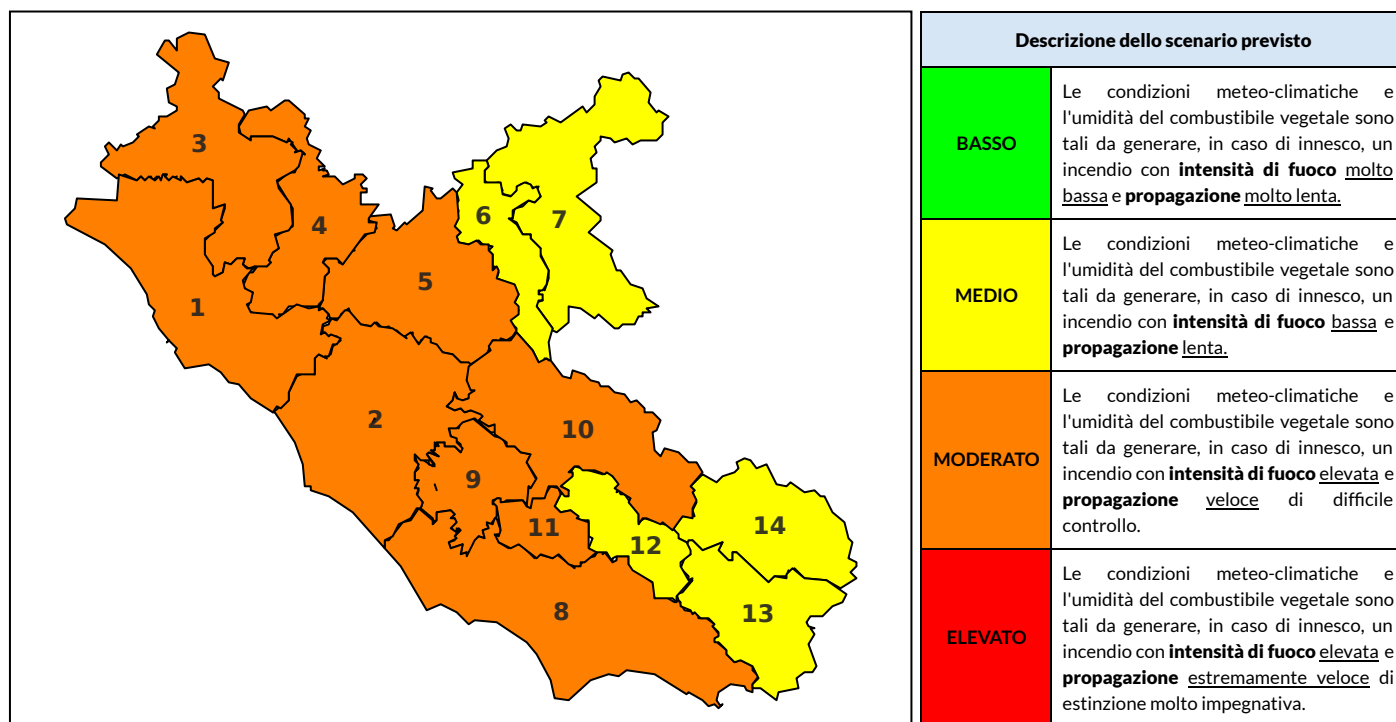 3
4
6
7
5
1
2
10
9
11
12
14
8
13
Descrizione dello scenario previsto
BASSO
Le condizioni meteo-climatiche e
l'umidità del combustibile vegetale sono
tali da generare, in caso di innesco, un
incendio con intensità di fuoco molto
bassa e propagazione molto lenta.
MEDIO
Le condizioni meteo-climatiche e
l'umidità del combustibile vegetale sono
tali da generare, in caso di innesco, un
incendio con intensità di fuoco bassa e
propagazione lenta.
MODERATO
Le condizioni meteo-climatiche e
l'umidità del combustibile vegetale sono
tali da generare, in caso di innesco, un
incendio con intensità di fuoco elevata e
propagazione veloce di difficile
controllo.
ELEVATO
Le condizioni meteo-climatiche e
l'umidità del combustibile vegetale sono
tali da generare, in caso di innesco, un
incendio con intensità di fuoco elevata e
propagazione estremamente veloce di
estinzione molto impegnativa.